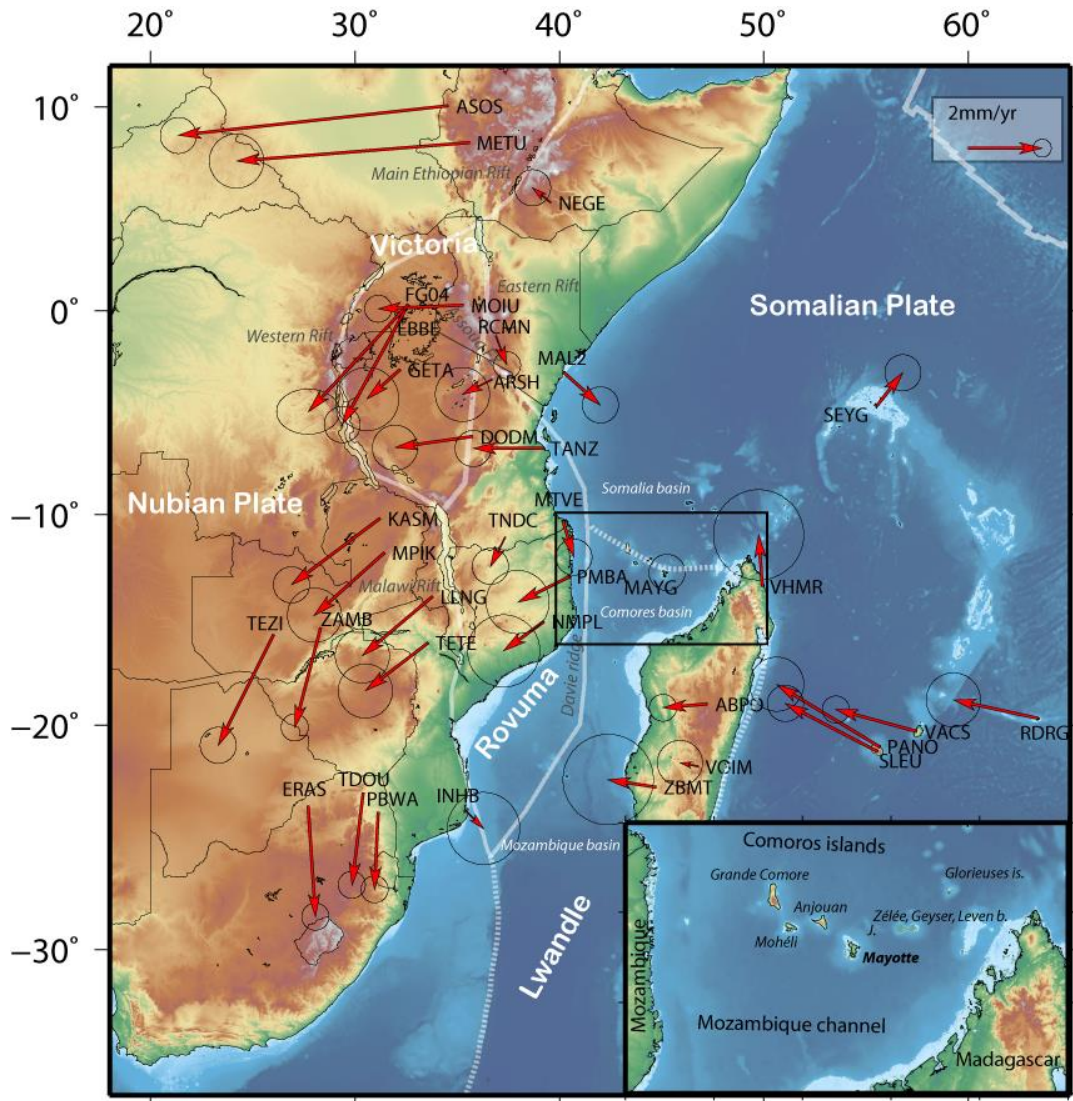 20° 30° 40° 50° 60°
10°
2mm/yr
ASOS
METU
Main Ethiopian Rift
NEGE
Victoria
0°
FG04
MOIU
Eastern Rift
Somalian Plate
Western Rift
EBBE
RCMN
GETA
ARSH
MAL2
SEYG
DODM
TANZ
Somalia basin
Nubian Plate
−10°
KASM
TNDC
MTVE
MPIK
Malawi Rift
LLNG
PMBA
MAYG
VHMR
Comores basin
TEZI
ZAMB
TETE
NMPL
Davie ridge
−20°
Rovuma
ABPO
VACS
RDRG
PANO
SLEU
VOIM
ZBMT
ERAS
TDOU
PBWA
INHB
Mozambique basin
Lwandle
−30°
Comoros islands
Grande Comore
Glorieuses is.
Anjouan
Zélée, Geyser, Leven b.
J.
Mohéli
Mayotte
Mozambique
Mozambique channel
Madagascar